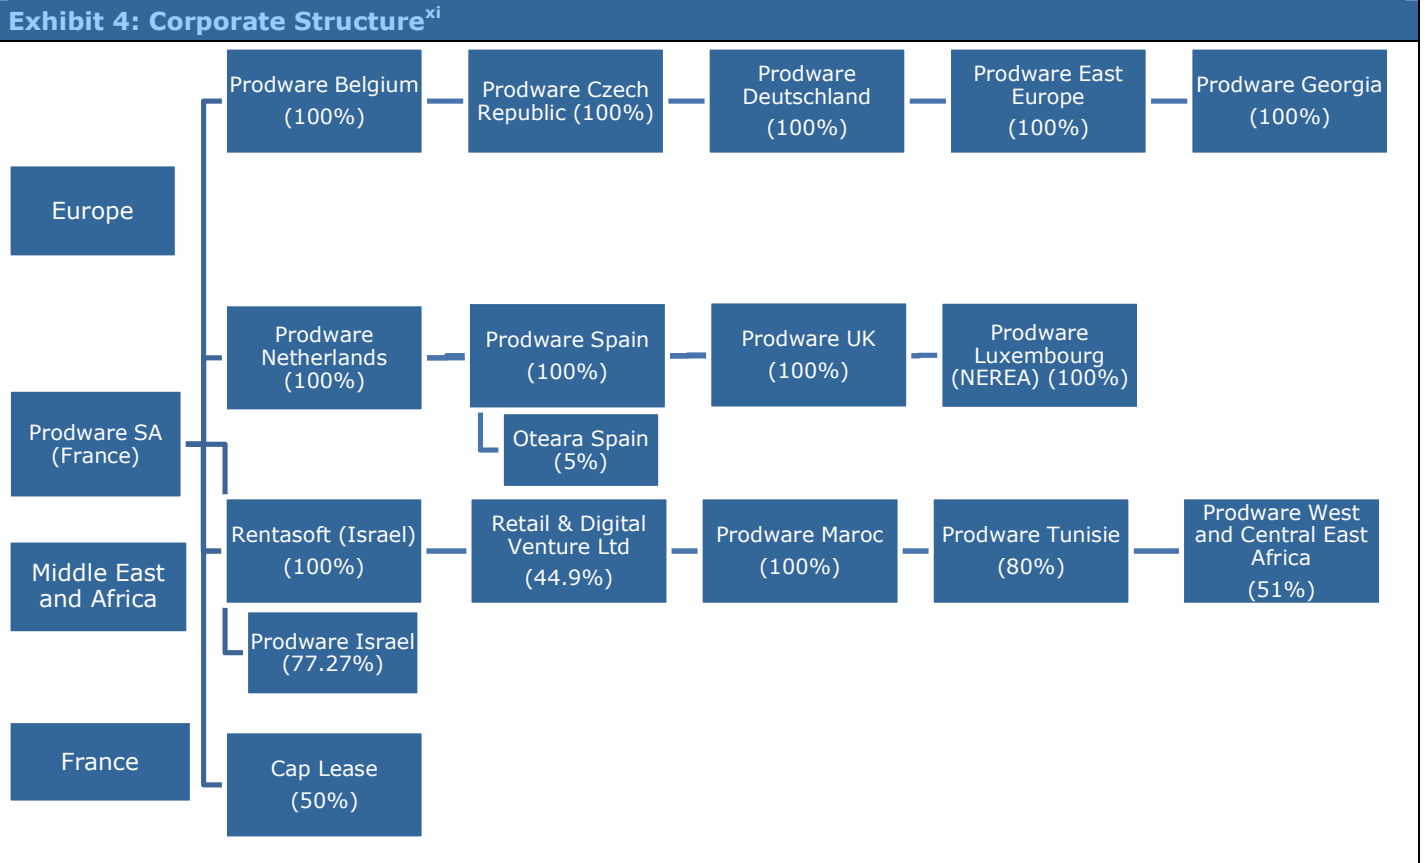 Exhibit 4: Corporate Structurexi
Prodware Belgium
(100%)
Prodware Czech
Republic (100%)
Prodware
Deutschland
(100%)
Prodware East
Europe
(100%)
Prodware Georgia
(100%)
Europe
Prodware
Netherlands
(100%)
Prodware Spain
(100%)
Prodware UK
(100%)
Prodware
Luxembourg
(NEREA) (100%)
Oteara Spain
(5%)
Prodware SA
(France)
Rentasoft (Israel)
(100%)
Retail & Digital
Venture Ltd
(44.9%)
Prodware Maroc
(100%)
Prodware Tunisie
(80%)
Prodware West
and Central East
Africa
(51%)
Middle East
and Africa
Prodware Israel
(77.27%)
France
Cap Lease
(50%)